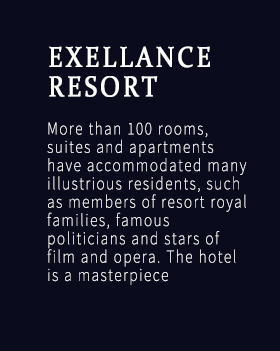 EXELLANCE
RESORT
More than 100 rooms,
suites and apartments
have accommodated many
illustrious residents, such
as members of resort royal
families, famous
politicians and stars of
film and opera. The hotel
is a masterpiece